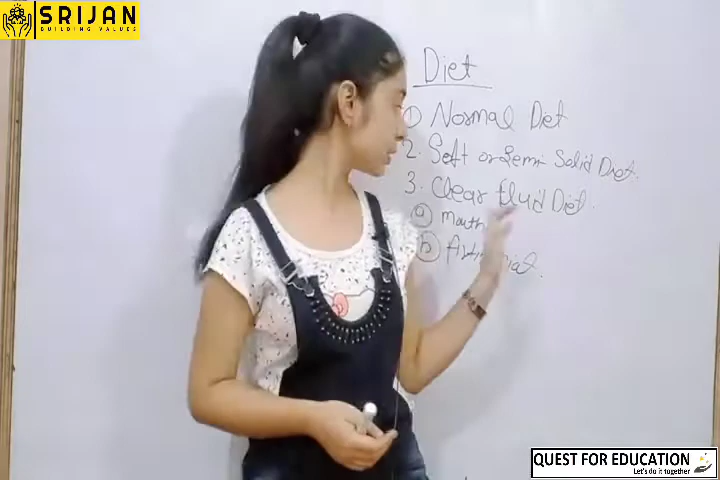 SRIJAN
BUILDING VALUES
Diet
① Normal Diet
2. Soft or Semi Solid Diet.
3. Clear fluid Diet.
ⓐ
ⓑ
QUEST FOR EDUCATION
Let's do it together